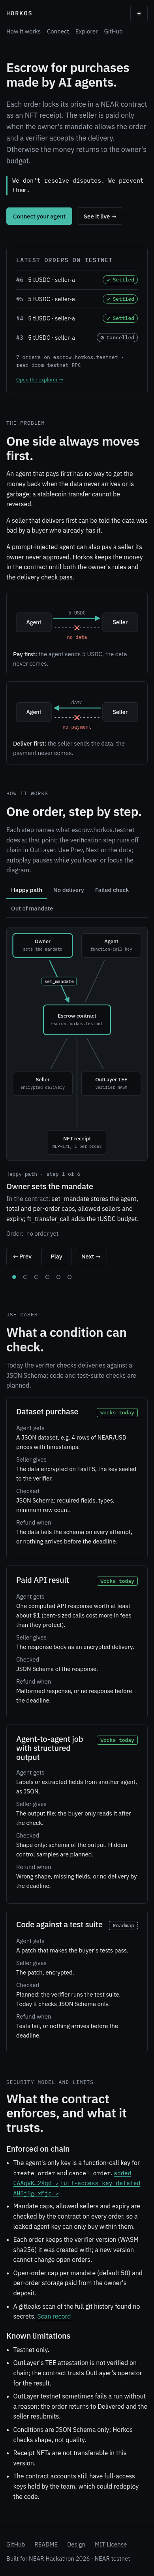 HORKOS
How it works Connect Explorer GitHub
Escrow for purchases
made by AI agents.
Each order locks its price in a NEAR contract
as an NFT receipt. The seller is paid only
when the owner's mandate allows the order
and a verifier accepts the delivery.
Otherwise the money returns to the owner's
budget.
We don't resolve disputes. We prevent
them.
Connect your agent
See it live →
LATEST ORDERS ON TESTNET
#6 5 tUSDC · seller-a ✓ Settled
#5 5 tUSDC · seller-a ✓ Settled
#4 5 tUSDC · seller-a ✓ Settled
#3 5 tUSDC · seller-a Cancelled
7 orders on escrow.horkos.testnet ·
read from testnet RPC
Open the explorer →
THE PROBLEM
One side always moves
first.
An agent that pays first has no way to get the
money back when the data never arrives or is
garbage; a stablecoin transfer cannot be
reversed.
A seller that delivers first can be told the data was
bad by a buyer who already has it.
A prompt-injected agent can also pay a seller its
owner never approved. Horkos keeps the money
in the contract until both the mandate's rules and
the delivery check pass.
Agent
5 USDC
Seller
no data
Pay first: the agent sends 5 USDC, the data
never comes.
Agent
data
Seller
no payment
Deliver first: the seller sends the data, the
payment never comes.
HOW IT WORKS
One order, step by step.
Each step shows what escrow.horkos.testnet
does at that point; the verification step runs off
chain in OutLayer. Use Prev, Next or the dots;
autoplay pauses while you hover or focus the
diagram.
Happy path No delivery Failed check
Out of mandate
Owner
sets the mandate
Agent
function-call key
set_mandate
Escrow contract
escrow.horkos.testnet
Seller
encrypted delivery
OutLayer TEE
verifier WASM
NFT receipt
NEP-171, 1 per order
Happy path · step 1 of 6
Owner sets the mandate
In the contract: set_mandate stores the agent,
total and per-order caps, allowed sellers and
expiry; ft_transfer_call adds the tUSDC budget.
Order: no order yet
← Prev
Play
Next →
USE CASES
What a condition can
check.
Today the verifier checks deliveries against a
JSON Schema; code and test-suite checks are
planned.
Dataset purchase
Works today
Agent gets
A JSON dataset, e.g. 4 rows of NEAR/USD
prices with timestamps.
Seller gives
The data encrypted on FastFS, the key sealed
to the verifier.
Checked
JSON Schema: required fields, types,
minimum row count.
Refund when
The data fails the schema on every attempt,
or nothing arrives before the deadline.
Paid API result
Works today
Agent gets
One computed API response worth at least
about $1 (cent-sized calls cost more in fees
than they protect).
Seller gives
The response body as an encrypted delivery.
Checked
JSON Schema of the response.
Refund when
Malformed response, or no response before
the deadline.
Agent-to-agent job
with structured
output
Works today
Agent gets
Labels or extracted fields from another agent,
as JSON.
Seller gives
The output file; the buyer only reads it after
the check.
Checked
Shape only: schema of the output. Hidden
control samples are planned.
Refund when
Wrong shape, missing fields, or no delivery by
the deadline.
Code against a test suite
Roadmap
Agent gets
A patch that makes the buyer's tests pass.
Seller gives
The patch, encrypted.
Checked
Planned: the verifier runs the test suite.
Today it checks JSON Schema only.
Refund when
Tests fail, or nothing arrives before the
deadline.
SECURITY MODEL AND LIMITS
What the contract
enforces, and what it
trusts.
Enforced on chain
• The agent's only key is a function-call key for
create_order and cancel_order. added
full-access key deleted
• Mandate caps, allowed sellers and expiry are
checked by the contract on every order, so a
leaked agent key can only buy within them.
• Each order keeps the verifier version (WASM
sha256) it was created with; a new version
cannot change open orders.
• Open-order cap per mandate (default 50) and
per-order storage paid from the owner's
deposit.
• A gitleaks scan of the full git history found no
secrets. Scan record
Known limitations
• Testnet only.
• OutLayer's TEE attestation is not verified on
chain; the contract trusts OutLayer's operator
for the result.
• OutLayer testnet sometimes fails a run without
a reason; the order returns to Delivered and the
seller resubmits.
• Conditions are JSON Schema only; Horkos
checks shape, not quality.
• Receipt NFTs are not transferable in this
version.
• The contract accounts still have full-access
keys held by the team, which could redeploy
the code.
GitHub README Design MIT License
Built for NEAR Hackathon 2026 · NEAR testnet